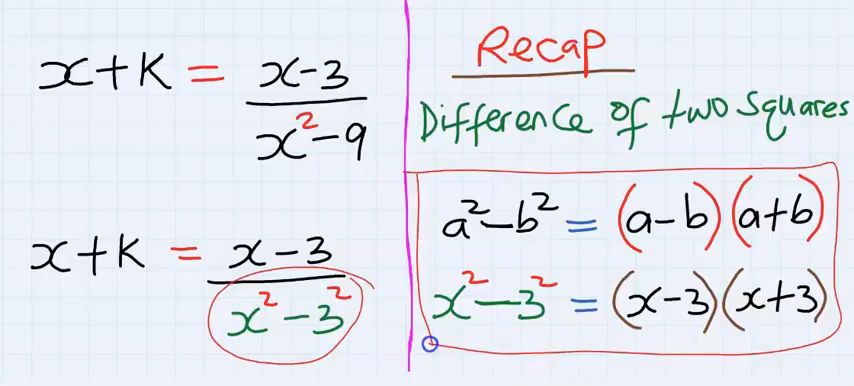 x+k = x-3
x²-9
x+k = x-3
x²-3²
Recap
Difference of two squares
a²-b² = (a-b)(a+b)
x²-3² = (x-3)(x+3)